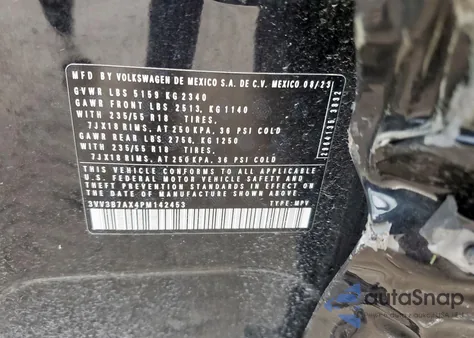 MFD BY VOLKSWAGEN DE MEXICO S.A. DE C.V. MEXICO 08/23
GVWR LBS 5159 KG 2340
GAWR FRONT LBS 2513, KG 1140
WITH 235/55 R18 TIRES,
7JX18 RIMS, AT 250 KPA, 36 PSI COLD
GAWR REAR LBS 2756, KG 1250
WITH 235/55 R18 TIRES,
7JX18 RIMS, AT 250 KPA, 36 PSI COLD
THIS VEHICLE CONFORMS TO ALL APPLICABLE
U.S. FEDERAL MOTOR VEHICLE SAFETY
AND THEFT PREVENTION STANDARDS IN EFFECT
ON THE DATE OF MANUFACTURE SHOWN ABOVE.
3VV3B7AX4PM142453 TYPE: MPV
autoSnap